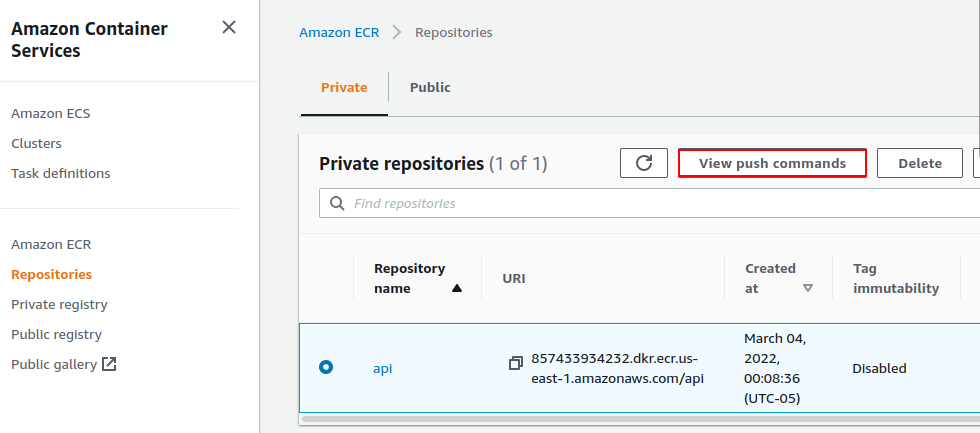 Amazon Container
Services
Amazon ECS
Clusters
Task definitions
Amazon ECR
Repositories
Private registry
Public registry
Public gallery
Amazon ECR > Repositories
Private Public
Private repositories (1 of 1) View push commands Delete
Find repositories
Repository
name
URI
Created
at
Tag
immutability
api
857433934232.dkr.ecr.us-
east-1.amazonaws.com/api
March 04,
2022,
00:08:36
(UTC-05)
Disabled